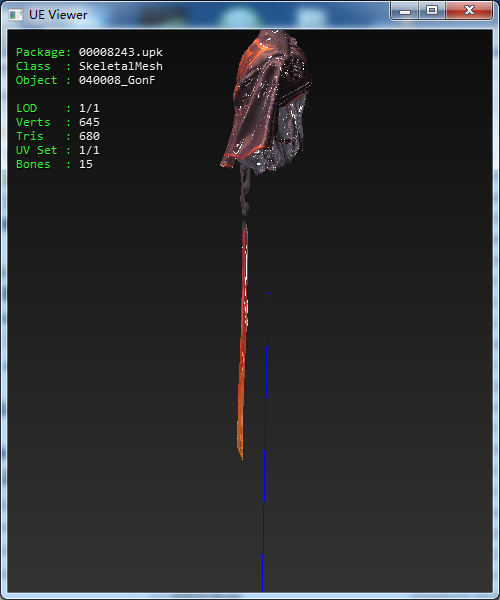 UE Viewer
Package: 00008243.upk
Class : SkeletalMesh
Object : 040008_GonF
LOD : 1/1
Verts : 645
Tris : 680
UV Set : 1/1
Bones : 15